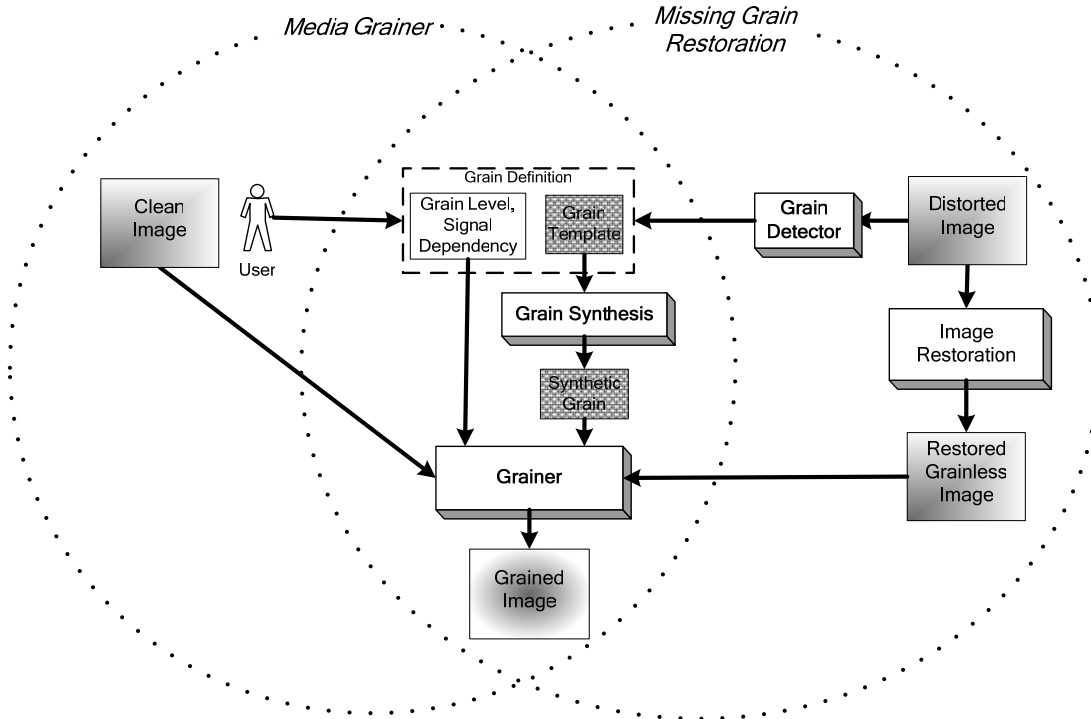 Media Grainer
Missing Grain
Restoration
Clean
Image
User
Grain Definition
Grain Level,
Signal
Dependency
Grain
Template
Grain
Detector
Distorted
Image
Grain Synthesis
Image
Restoration
Synthetic
Grain
Grainer
Restored
Grainless
Image
Grained
Image